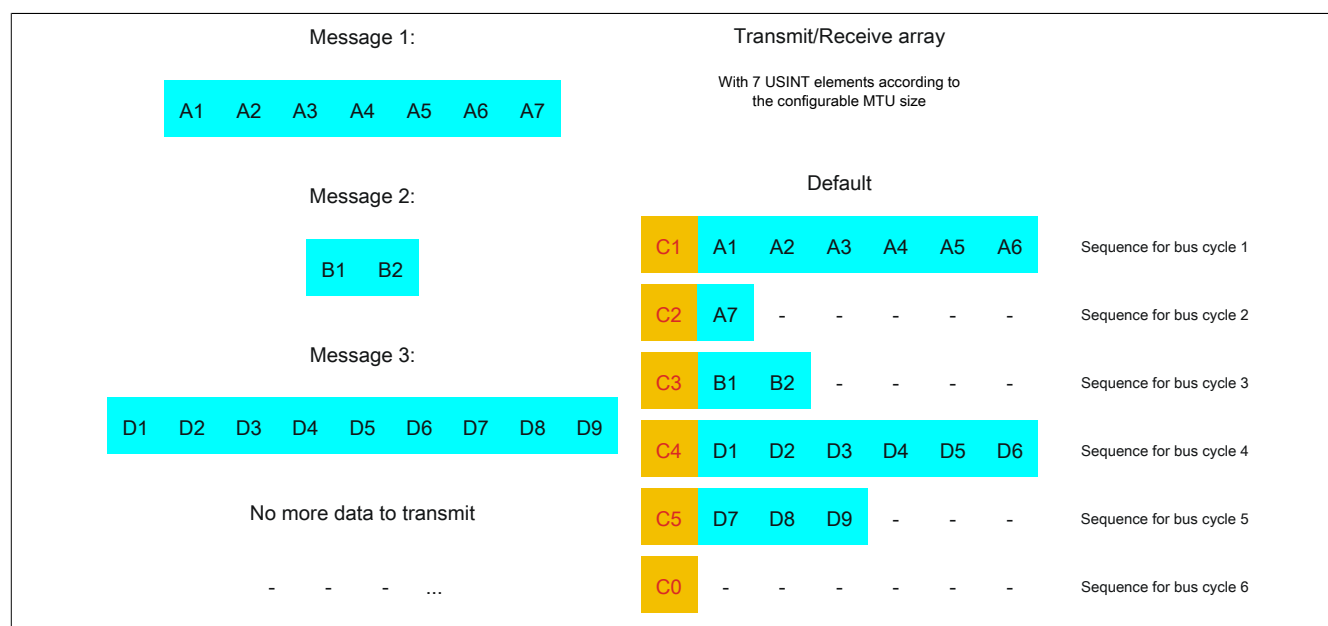 Message 1:
A1 A2 A3 A4 A5 A6 A7
Message 2:
B1 B2
Message 3:
D1 D2 D3 D4 D5 D6 D7 D8 D9
No more data to transmit
- - - ...
Transmit/Receive array
With 7 USINT elements according to
the configurable MTU size
Default
C1 A1 A2 A3 A4 A5 A6 Sequence for bus cycle 1
C2 A7 - - - - - Sequence for bus cycle 2
C3 B1 B2 - - - - Sequence for bus cycle 3
C4 D1 D2 D3 D4 D5 D6 Sequence for bus cycle 4
C5 D7 D8 D9 - - - Sequence for bus cycle 5
C0 - - - - - - Sequence for bus cycle 6